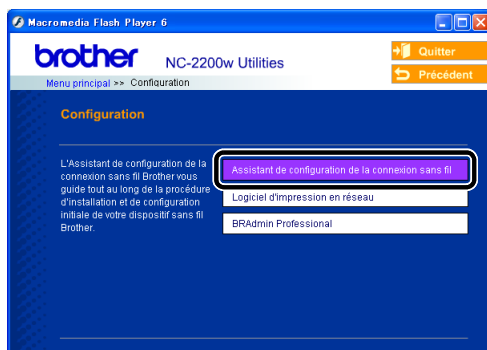 Macromedia Flash Player 6
brother NC-2200w Utilities
Quitter
Précédent
Menu principal >> Configuration
Configuration
L'Assistant de configuration de la
connexion sans fil Brother vous
guide tout au long de la procédure
d'installation et de configuration
initiale de votre dispositif sans fil
Brother.
Assistant de configuration de la connexion sans fil
Logiciel d'impression en réseau
BRAdmin Professional